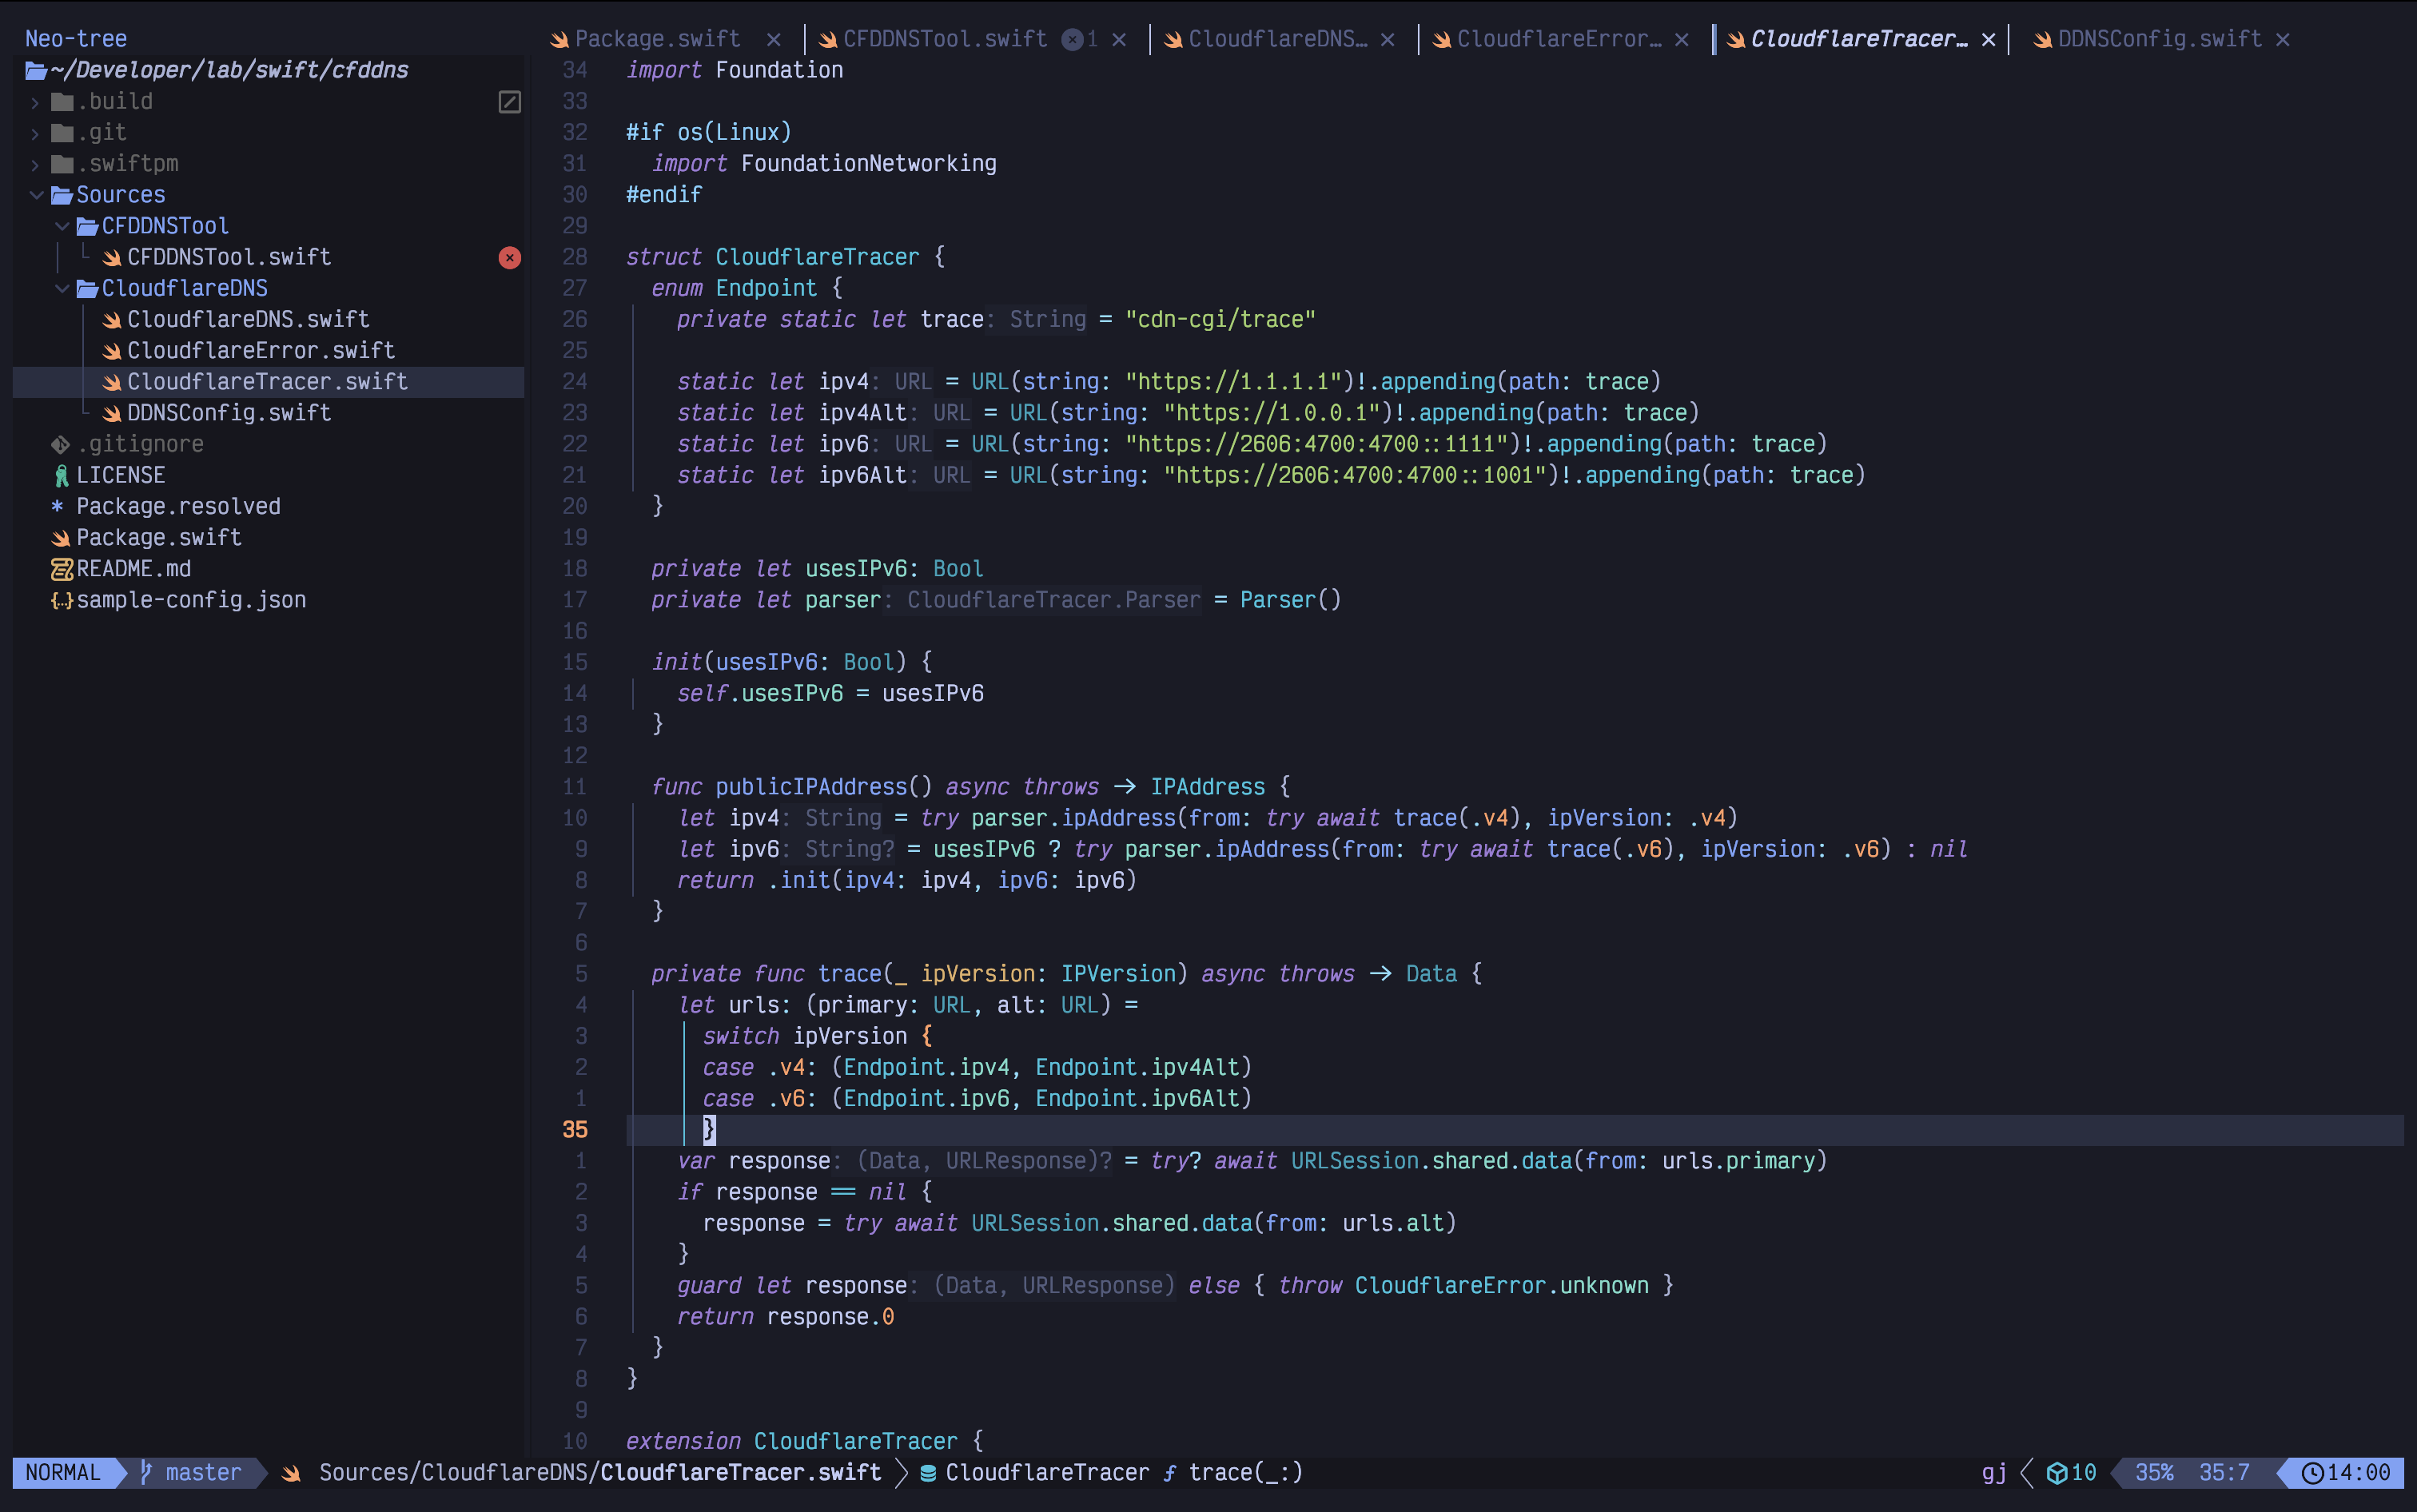 Neo-tree
~/Developer/lab/swift/cfddns
.build
.git
.swiftpm
Sources
CFDDNSTool
CFDDNSTool.swift
CloudflareDNS
CloudflareDNS.swift
CloudflareError.swift
CloudflareTracer.swift
DDNSConfig.swift
.gitignore
LICENSE
Package.resolved
Package.swift
README.md
sample-config.json
Package.swift × CFDDNSTool.swift 1 × CloudflareDNS… × CloudflareError… × CloudflareTracer… × DDNSConfig.swift ×
34 import Foundation
33
32 #if os(Linux)
31 import FoundationNetworking
30 #endif
29
28 struct CloudflareTracer {
27 enum Endpoint {
26 private static let trace: String = "cdn-cgi/trace"
25
24 static let ipv4: URL = URL(string: "https://1.1.1.1")!.appending(path: trace)
23 static let ipv4Alt: URL = URL(string: "https://1.0.0.1")!.appending(path: trace)
22 static let ipv6: URL = URL(string: "https://2606:4700:4700::1111")!.appending(path: trace)
21 static let ipv6Alt: URL = URL(string: "https://2606:4700:4700::1001")!.appending(path: trace)
20 }
19
18 private let usesIPv6: Bool
17 private let parser: CloudflareTracer.Parser = Parser()
16
15 init(usesIPv6: Bool) {
14 self.usesIPv6 = usesIPv6
13 }
12
11 func publicIPAddress() async throws -> IPAddress {
10 let ipv4: String = try parser.ipAddress(from: try await trace(.v4), ipVersion: .v4)
9 let ipv6: String? = usesIPv6 ? try parser.ipAddress(from: try await trace(.v6), ipVersion: .v6) : nil
8 return .init(ipv4: ipv4, ipv6: ipv6)
7 }
6
5 private func trace(_ ipVersion: IPVersion) async throws -> Data {
4 let urls: (primary: URL, alt: URL) =
3 switch ipVersion {
2 case .v4: (Endpoint.ipv4, Endpoint.ipv4Alt)
1 case .v6: (Endpoint.ipv6, Endpoint.ipv6Alt)
35 }
1 var response: (Data, URLResponse)? = try? await URLSession.shared.data(from: urls.primary)
2 if response == nil {
3 response = try await URLSession.shared.data(from: urls.alt)
4 }
5 guard let response: (Data, URLResponse) else { throw CloudflareError.unknown }
6 return response.0
7 }
8 }
9
10 extension CloudflareTracer {
NORMAL master Sources/CloudflareDNS/CloudflareTracer.swift CloudflareTracer f trace(_:) gj 10 35% 35:7 14:00